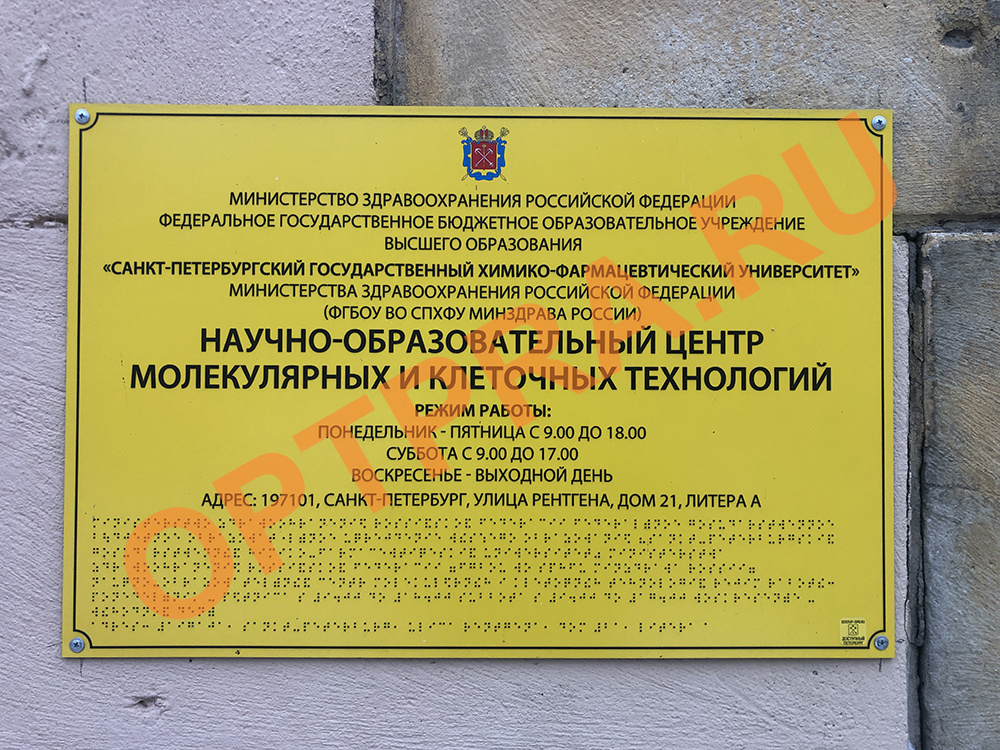 МИНИСТЕРСТВО ЗДРАВООХРАНЕНИЯ РОССИЙСКОЙ ФЕДЕРАЦИИ
ФЕДЕРАЛЬНОЕ ГОСУДАРСТВЕННОЕ БЮДЖЕТНОЕ ОБРАЗОВАТЕЛЬНОЕ УЧРЕЖДЕНИЕ
ВЫСШЕГО ОБРАЗОВАНИЯ
«САНКТ-ПЕТЕРБУРГСКИЙ ГОСУДАРСТВЕННЫЙ ХИМИКО-ФАРМАЦЕВТИЧЕСКИЙ УНИВЕРСИТЕТ»
МИНИСТЕРСТВА ЗДРАВООХРАНЕНИЯ РОССИЙСКОЙ ФЕДЕРАЦИИ
(ФГБОУ ВО СПХФУ МИНЗДРАВА РОССИИ)
НАУЧНО-ОБРАЗОВАТЕЛЬНЫЙ ЦЕНТР
МОЛЕКУЛЯРНЫХ И КЛЕТОЧНЫХ ТЕХНОЛОГИЙ
РЕЖИМ РАБОТЫ:
ПОНЕДЕЛЬНИК - ПЯТНИЦА С 9.00 ДО 18.00
СУББОТА С 9.00 ДО 17.00
ВОСКРЕСЕНЬЕ - ВЫХОДНОЙ ДЕНЬ
АДРЕС: 197101, САНКТ-ПЕТЕРБУРГ, УЛИЦА РЕНТГЕНА, ДОМ 21, ЛИТЕРА А
ДОСТУПНЫЙ
ПЕТЕРБУРГ
OPTPRA.RU